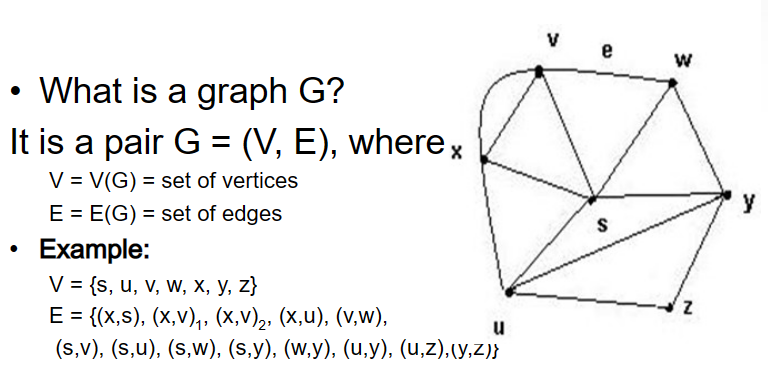 • What is a graph G?
It is a pair G = (V, E), where
V = V(G) = set of vertices
E = E(G) = set of edges
• Example:
V = {s, u, v, w, x, y, z}
E = {(x,s), (x,v)₁, (x,v)₂, (x,u), (v,w),
(s,v), (s,u), (s,w), (s,y), (w,y), (u,y), (u,z),(y,z)}
v
e
w
x
s
y
z
u